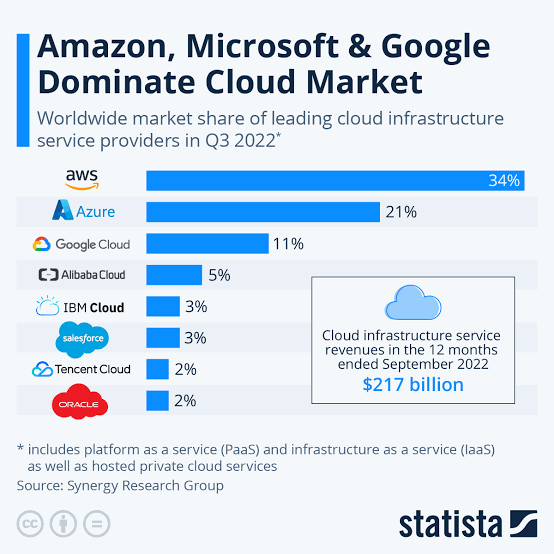 Amazon, Microsoft & Google
Dominate Cloud Market
Worldwide market share of leading cloud infrastructure
service providers in Q3 2022*
aws
34%
Azure
21%
Google Cloud
11%
Alibaba Cloud
5%
IBM Cloud
3%
salesforce
3%
Tencent Cloud
2%
ORACLE
2%
Cloud infrastructure service
revenues in the 12 months
ended September 2022
$217 billion
* includes platform as a service (PaaS) and infrastructure as a service (IaaS)
as well as hosted private cloud services
Source: Synergy Research Group
cc
statista